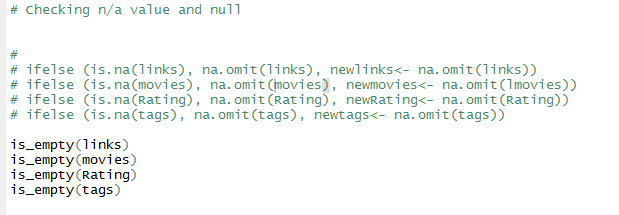 # Checking n/a value and null
#
# ifelse (is.na(links), na.omit(links), newlinks<- na.omit(links))
# ifelse (is.na(movies), na.omit(movies), newmovies<- na.omit(lmovies))
# ifelse (is.na(Rating), na.omit(Rating), newRating<- na.omit(Rating))
# ifelse (is.na(tags), na.omit(tags), newtags<- na.omit(tags))
is_empty(links)
is_empty(movies)
is_empty(Rating)
is_empty(tags)